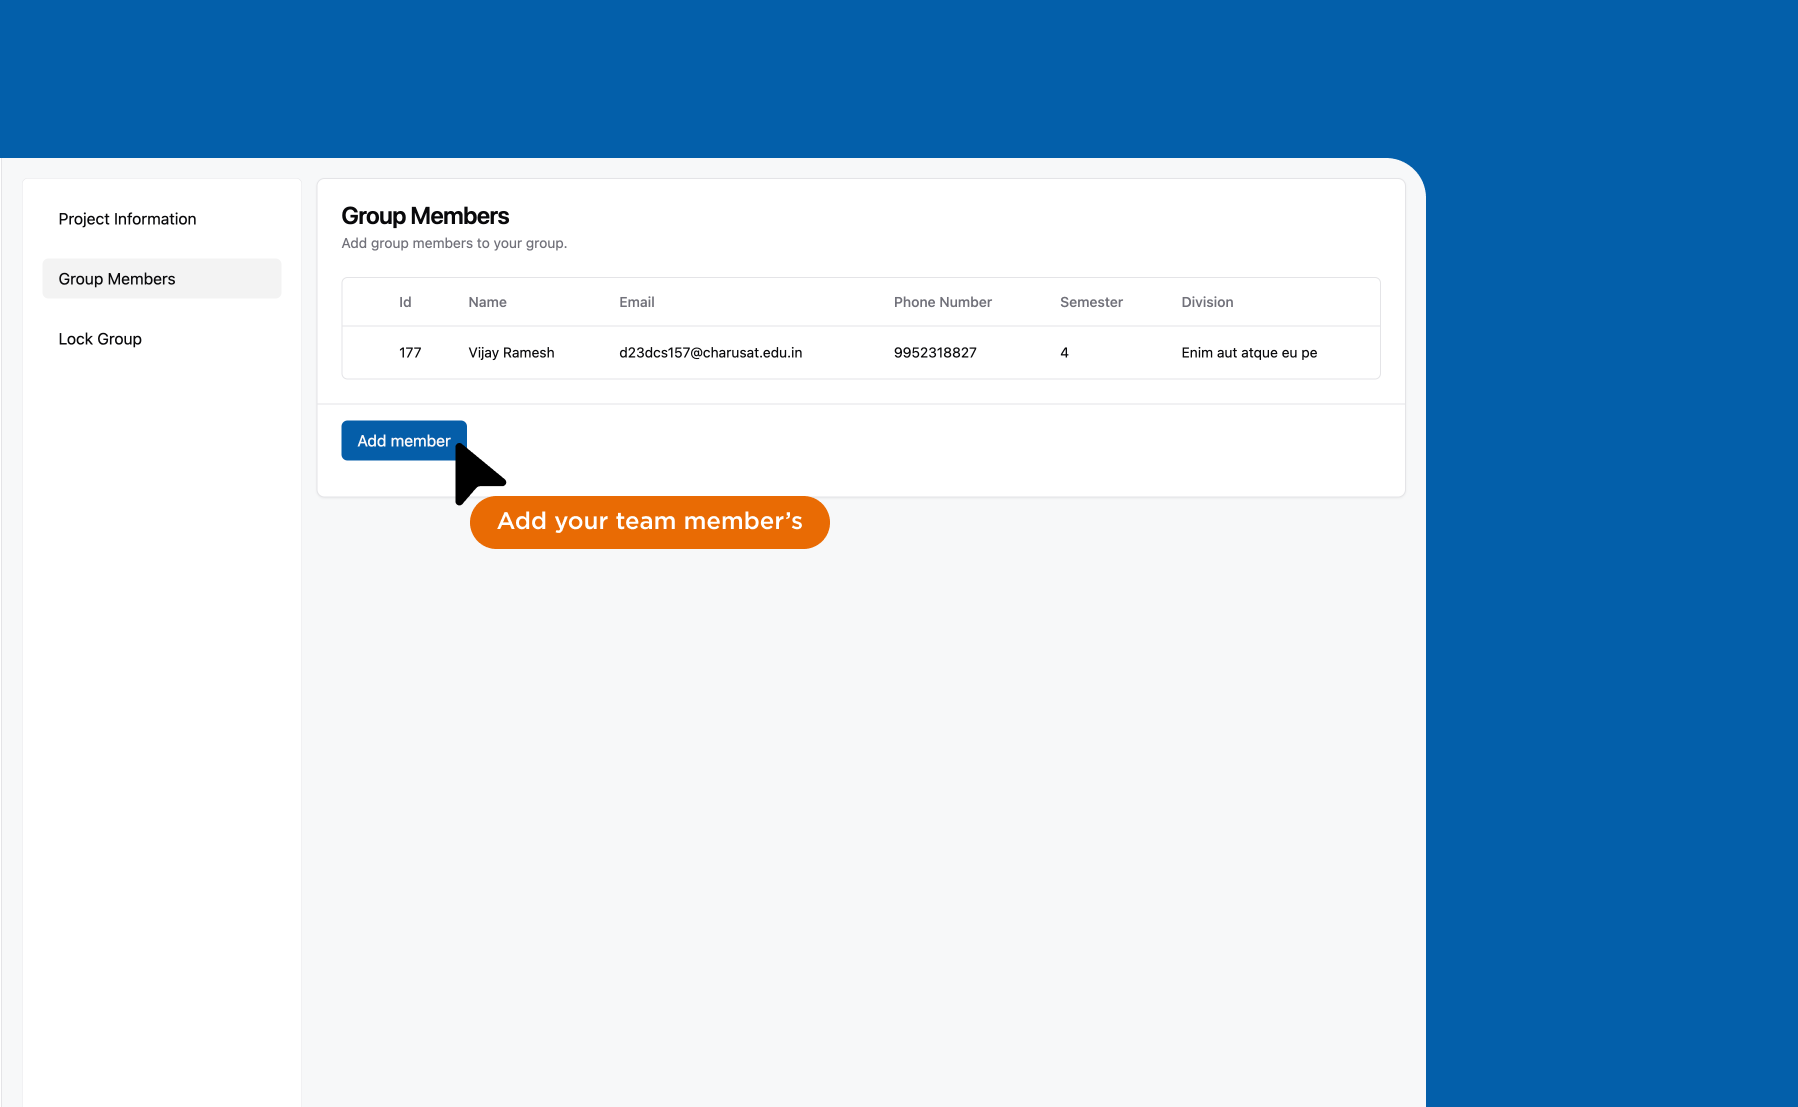 Project Information
Group Members
Lock Group
Group Members
Add group members to your group.
Id Name Email Phone Number Semester Division
177 Vijay Ramesh d23dcs157@charusat.edu.in 9952318827 4 Enim aut atque eu pe
Add member
Add your team member’s